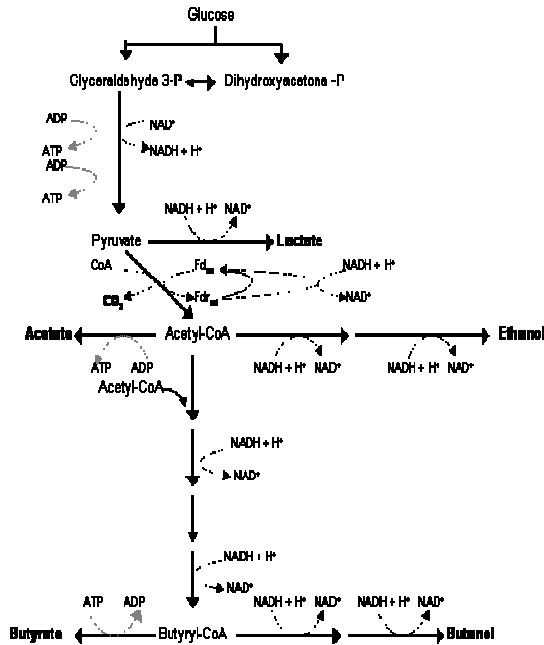 Glucose
Glyceraldehyde 3-P
Dihydroxyacetone -P
ADP
NAD⁺
ATP
NADH + H⁺
ADP
ATP
NADH + H⁺ NAD⁺
Pyruvate
Lactate
CoA
NADH + H⁺
CO₂
NAD⁺
Acetate
Acetyl-CoA
Ethanol
ATP ADP
NADH + H⁺ NAD⁺
NADH + H⁺ NAD⁺
Acetyl-CoA
NADH + H⁺
NAD⁺
NADH + H⁺
NAD⁺
ATP ADP
NADH + H⁺ NAD⁺
NADH + H⁺ NAD⁺
Butyrate
Butyryl-CoA
Butanol